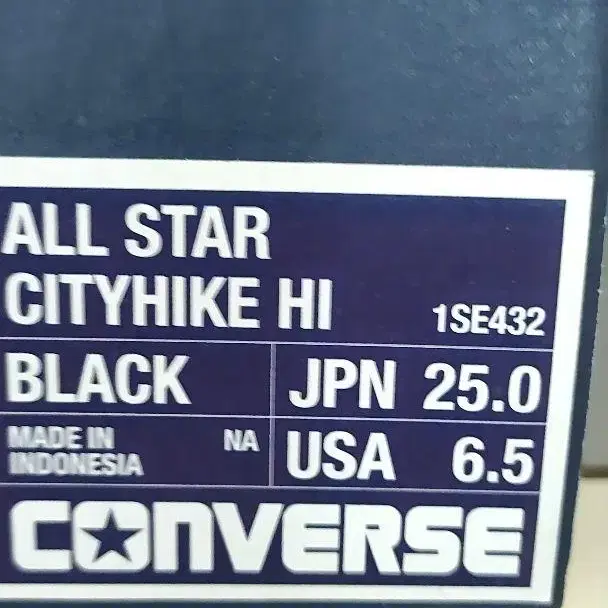 ALL STAR
CITYHIKE HI 1SE432
BLACK JPN 25.0
MADE IN
INDONESIA NA USA 6.5
CONVERSE